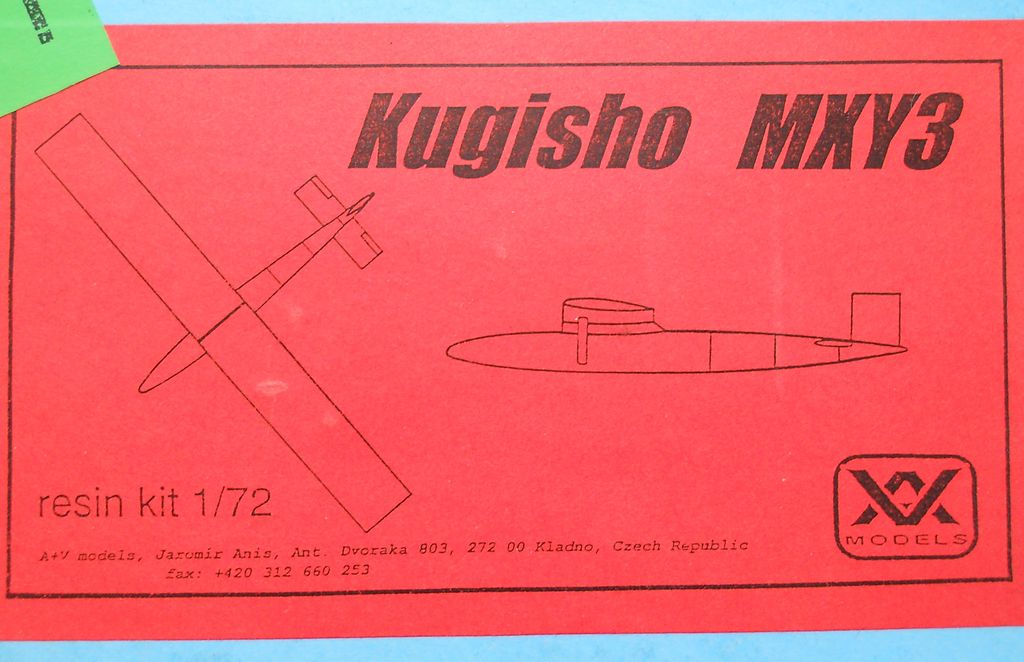 Kugisho MXY3
resin kit 1/72
A+V models, Jaromir Anis, Ant. Dvoraka 803, 272 00 Kladno, Czech Republic
fax: +420 312 660 253
MODELS